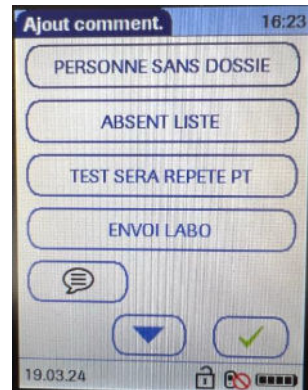 Ajout comment. 16:23
PERSONNE SANS DOSSIE
ABSENT LISTE
TEST SERA REPETE PT
ENVOI LABO
19.03.24